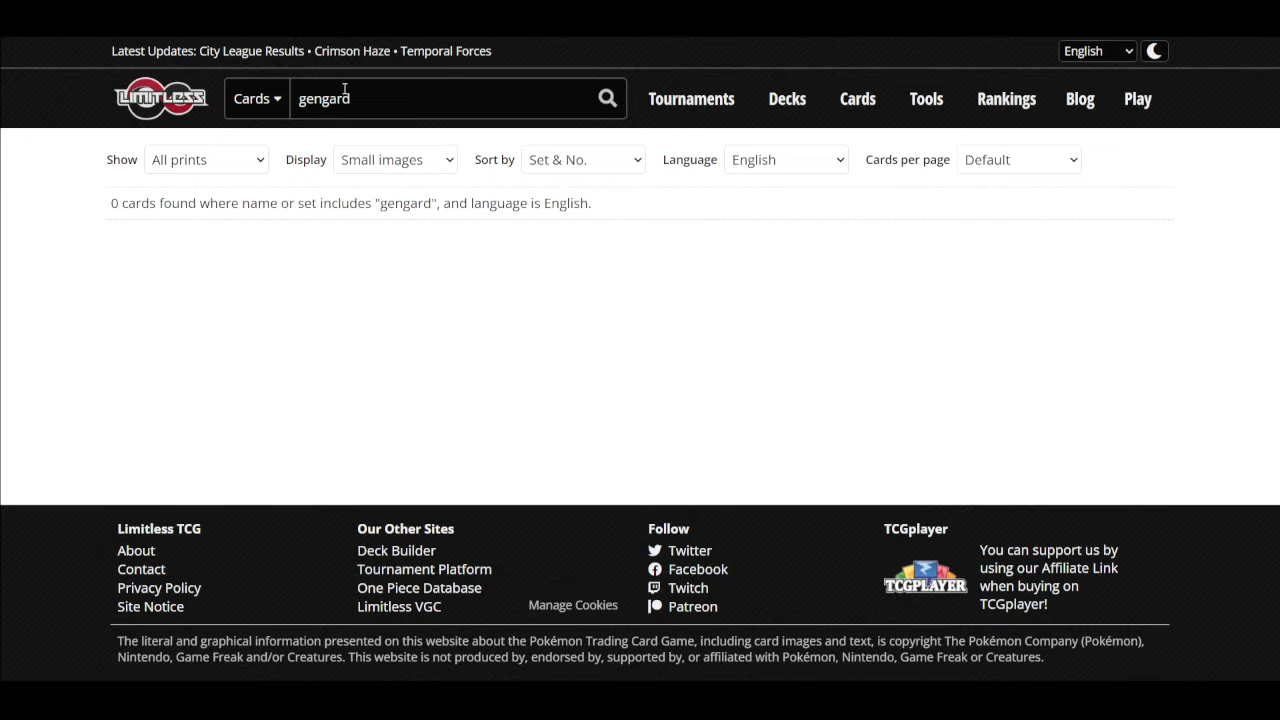 Latest Updates: City League Results • Crimson Haze • Temporal Forces
English
LIMITLESS
Cards
gengard
Tournaments Decks Cards Tools Rankings Blog Play
Show All prints Display Small images Sort by Set & No. Language English Cards per page Default
0 cards found where name or set includes "gengard", and language is English.
Limitless TCG
About
Contact
Privacy Policy
Site Notice
Our Other Sites
Deck Builder
Tournament Platform
One Piece Database
Limitless VGC
Manage Cookies
Follow
Twitter
Facebook
Twitch
Patreon
TCGplayer
TCGPLAYER
You can support us by
using our Affiliate Link
when buying on
TCGplayer!
The literal and graphical information presented on this website about the Pokémon Trading Card Game, including card images and text, is copyright The Pokémon Company (Pokémon),
Nintendo, Game Freak and/or Creatures. This website is not produced by, endorsed by, supported by, or affiliated with Pokémon, Nintendo, Game Freak or Creatures.